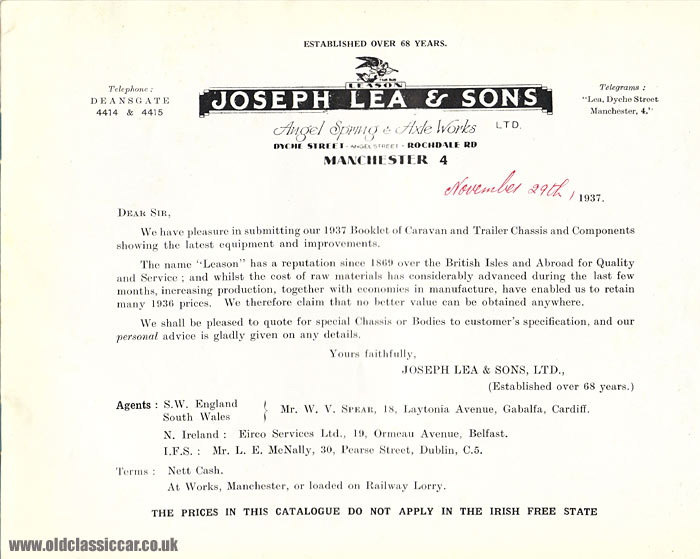 ESTABLISHED OVER 68 YEARS.
LEASON
Telephone :
DEANSGATE
4414 & 4415
JOSEPH LEA & SONS
LTD.
Telegrams :
"Lea, Dyche Street
Manchester, 4."
Angel Spring & Axle Works
DYCHE STREET - ANGEL STREET - ROCHDALE RD
MANCHESTER 4
November 29th, 1937.
DEAR SIR,
We have pleasure in submitting our 1937 Booklet of Caravan and Trailer Chassis and Components
showing the latest equipment and improvements.
The name "Leason" has a reputation since 1869 over the British Isles and Abroad for Quality
and Service ; and whilst the cost of raw materials has considerably advanced during the last few
months, increasing production, together with economies in manufacture, have enabled us to retain
many 1936 prices. We therefore claim that no better value can be obtained anywhere.
We shall be pleased to quote for special Chassis or Bodies to customer's specification, and our
personal advice is gladly given on any details.
Yours faithfully,
JOSEPH LEA & SONS, LTD.,
(Established over 68 years.)
Agents : S.W. England
South Wales
Mr. W. V. SPEAR, 18, Laytonia Avenue, Gabalfa, Cardiff.
N. Ireland : Eirco Services Ltd., 19, Ormeau Avenue, Belfast.
I.F.S. : Mr. L. E. McNally, 30, Pearse Street, Dublin, C.5.
Terms : Nett Cash.
At Works, Manchester, or loaded on Railway Lorry.
THE PRICES IN THIS CATALOGUE DO NOT APPLY IN THE IRISH FREE STATE
www.oldclassiccar.co.uk